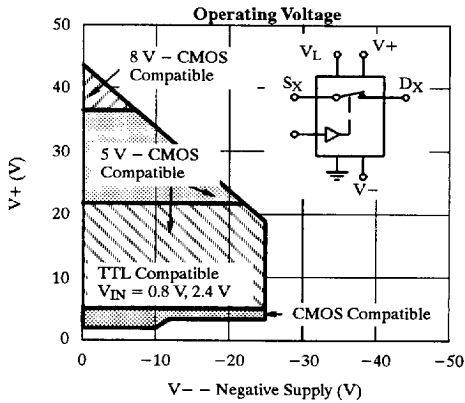 Operating Voltage
50
40
30
20
10
0
V+ (V)
8 V – CMOS
Compatible
5 V – CMOS
Compatible
TTL Compatible
V_IN = 0.8 V, 2.4 V
CMOS Compatible
V_L
V+
S_X
D_X
V–
0
–10
–20
–30
–40
–50
V– – Negative Supply (V)